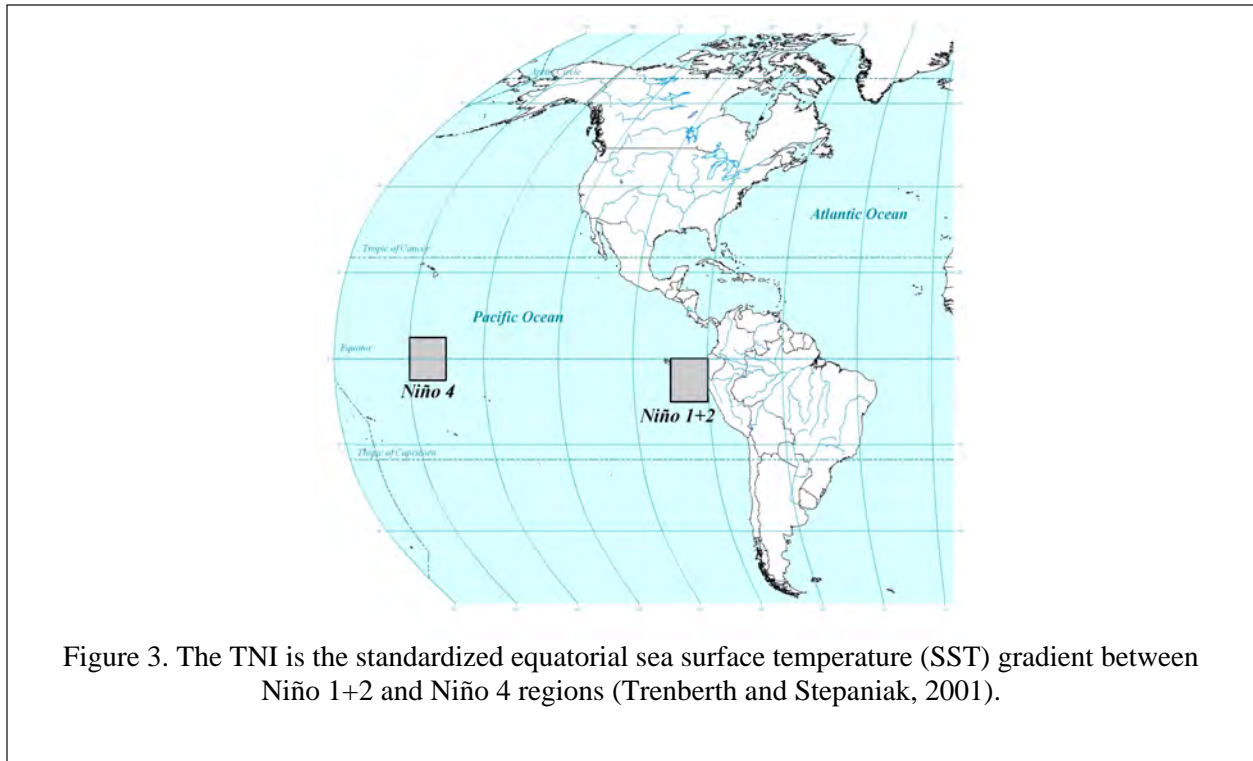 Arctic Circle
Atlantic Ocean
Tropic of Cancer
Pacific Ocean
Equator
Niño 4
Niño 1+2
Tropic of Capricorn
Figure 3. The TNI is the standardized equatorial sea surface temperature (SST) gradient between
Niño 1+2 and Niño 4 regions (Trenberth and Stepaniak, 2001).